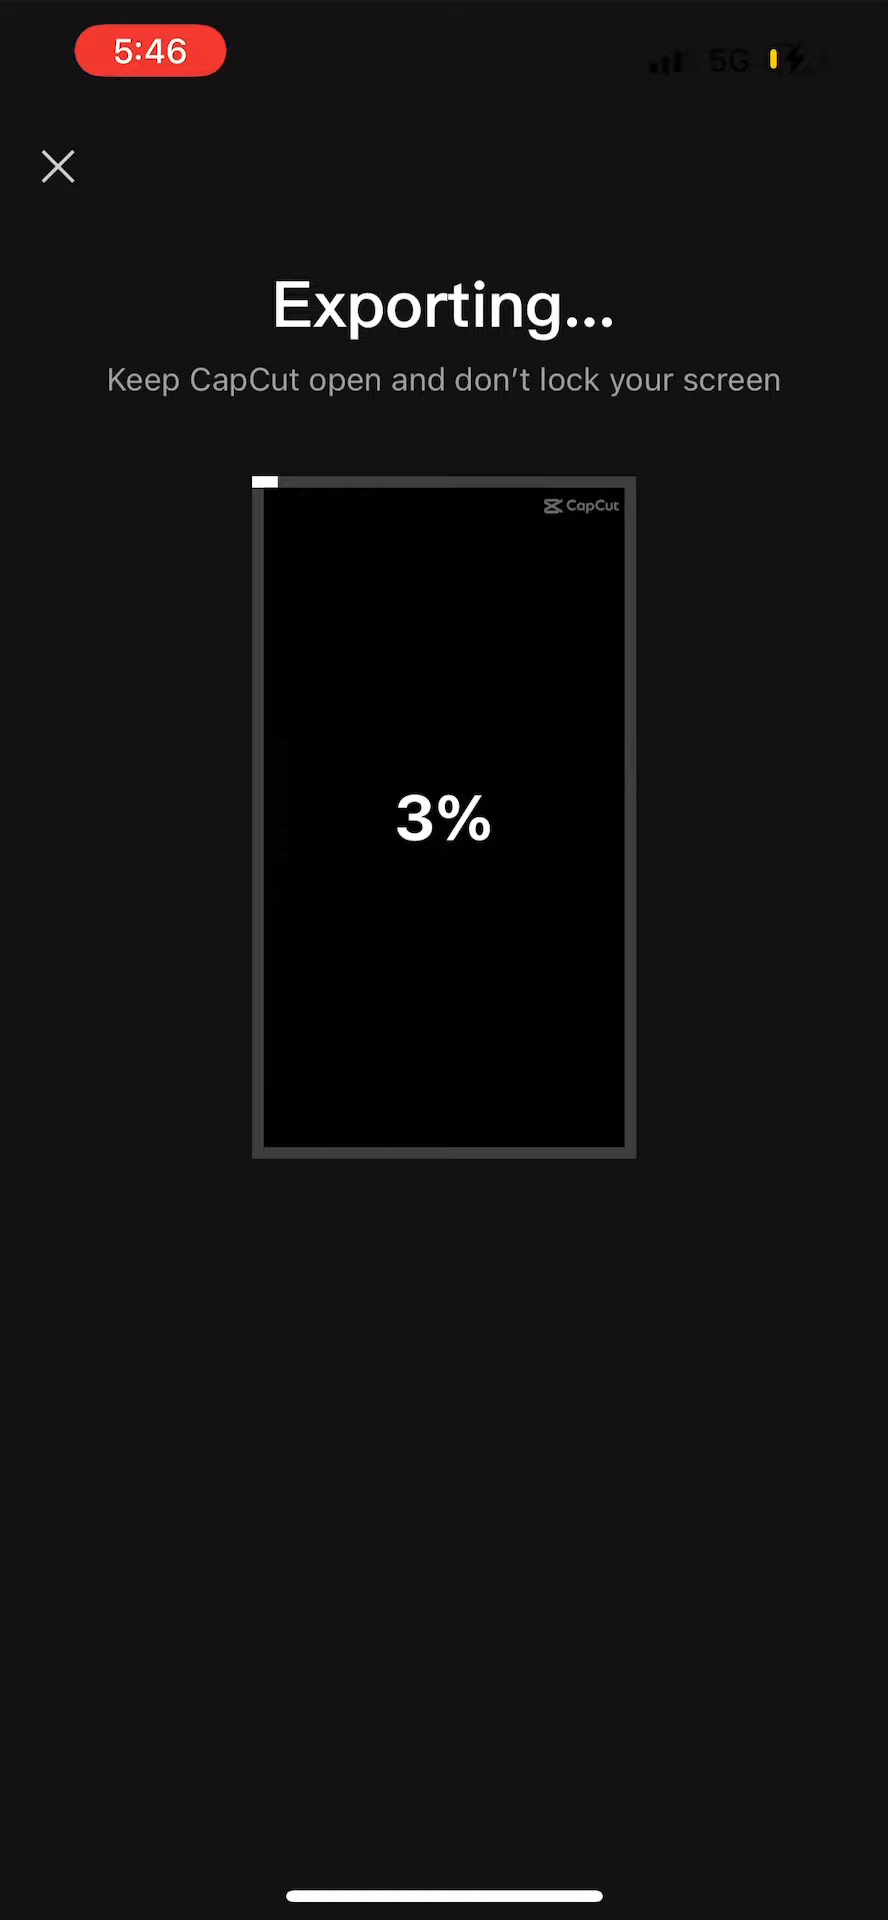 5:46
5G
Exporting...
Keep CapCut open and don't lock your screen
CapCut
3%